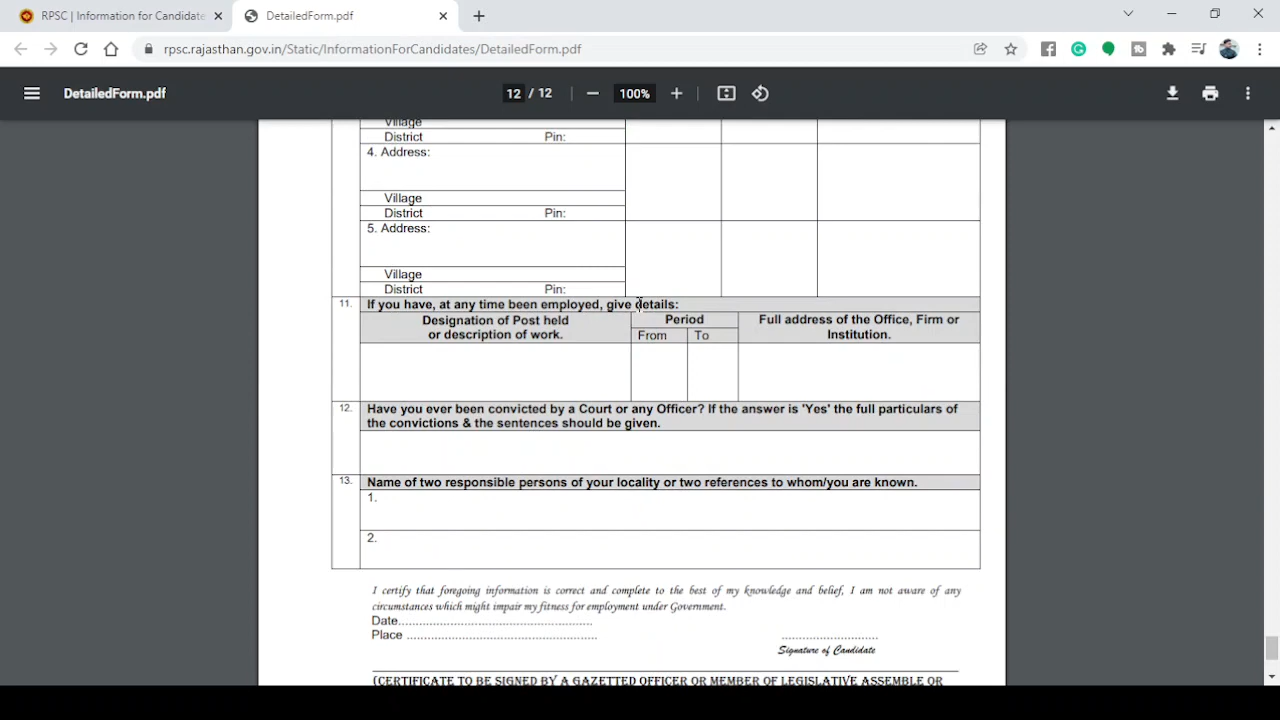 RPSC | Information for Candidate
DetailedForm.pdf
rpsc.rajasthan.gov.in/Static/InformationForCandidates/DetailedForm.pdf
DetailedForm.pdf
12 / 12
100%
Village
District Pin:
4. Address:
Village
District Pin:
5. Address:
Village
District Pin:
11. If you have, at any time been employed, give details:
Designation of Post held
or description of work.
Period
From To
Full address of the Office, Firm or
Institution.
12. Have you ever been convicted by a Court or any Officer? If the answer is 'Yes' the full particulars of
the convictions & the sentences should be given.
13. Name of two responsible persons of your locality or two references to whom/you are known.
1.
2.
I certify that foregoing information is correct and complete to the best of my knowledge and belief, I am not aware of any
circumstances which might impair my fitness for employment under Government.
Date..................................................
Place ..................................................
..........................
Signature of Candidate
(CERTIFICATE TO BE SIGNED BY A GAZETTED OFFICER OR MEMBER OF LEGISLATIVE ASSEMBLE OR